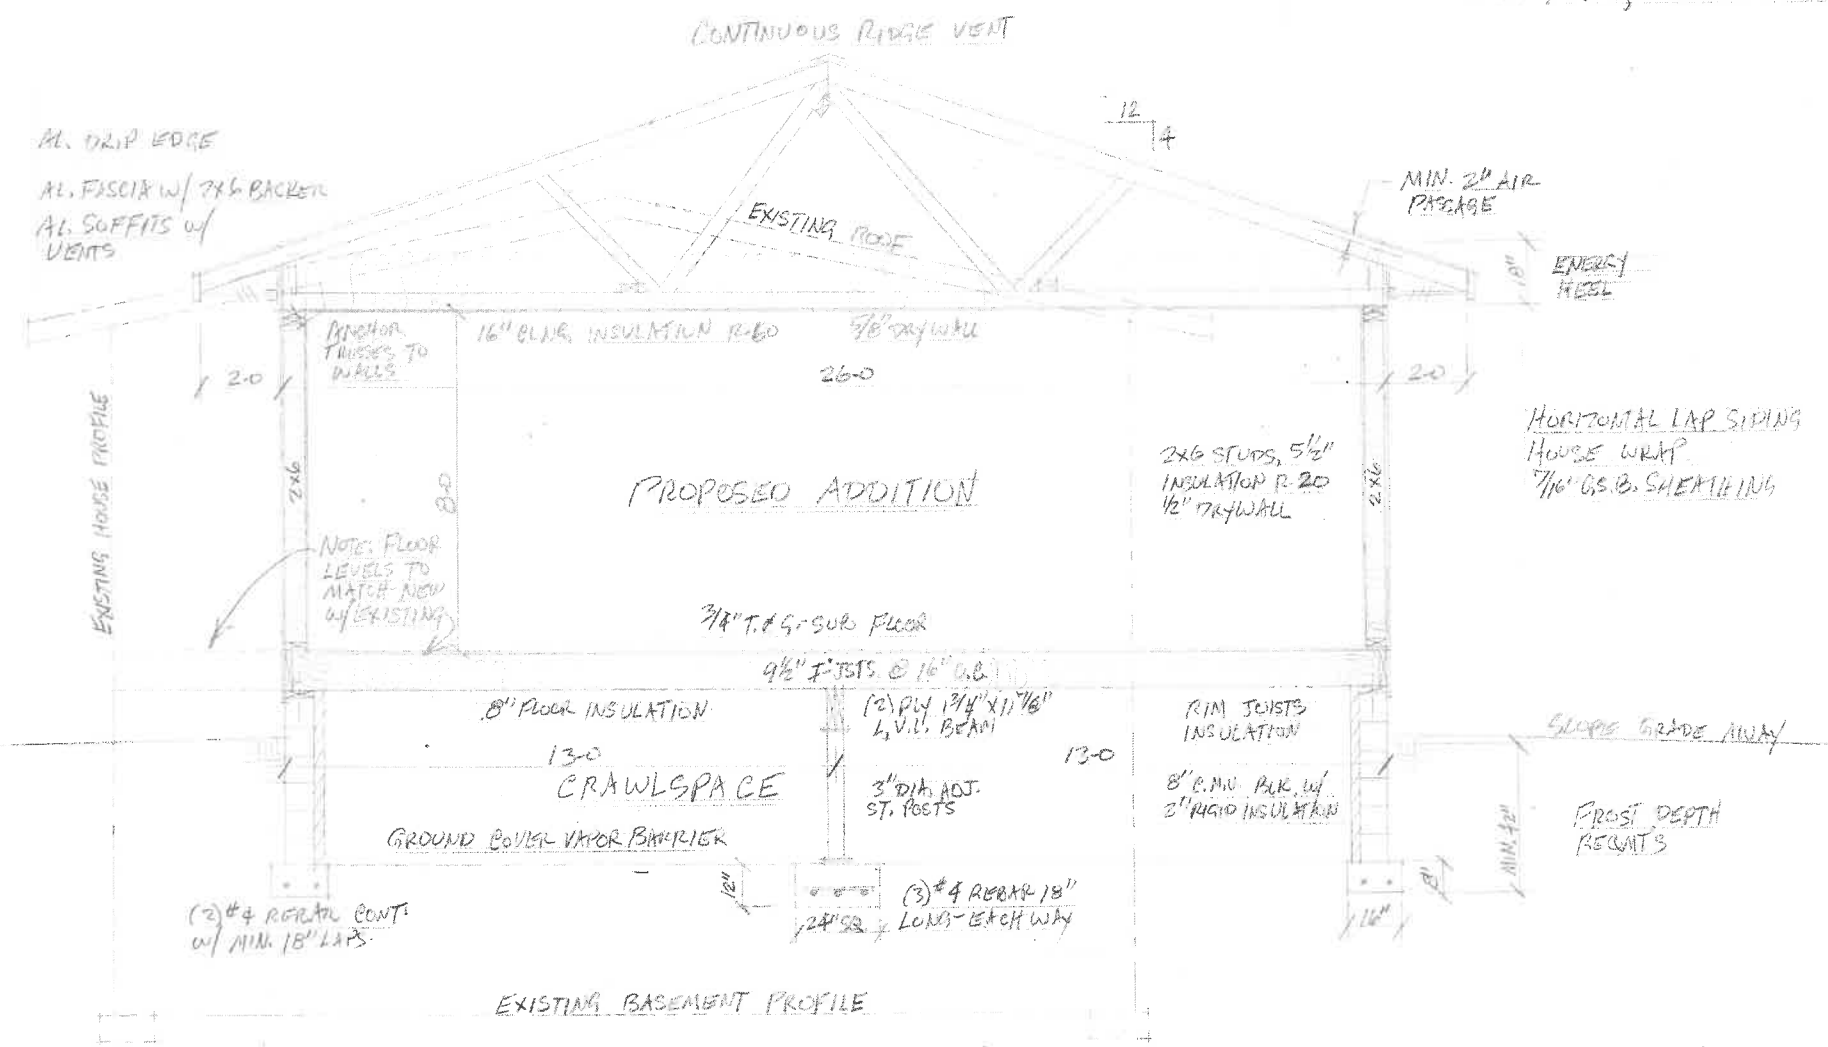 CONTINUOUS RIDGE VENT
12
4
AL. DRIP EDGE
AL. FASCIA W/ 2X6 BACKER
AL. SOFFITS W/
VENTS
MIN. 2" AIR
PASSAGE
EXISTING ROOF
18"
ENERGY
HEEL
ANCHOR
TRUSSES TO
WALLS
16" CLNG. INSULATION R-60
5/8" DRYWALL
2-0
26-0
2-0
EXISTING HOUSE PROFILE
2X6
8-0
PROPOSED ADDITION
2X6 STUDS, 5½"
INSULATION R-20
½" DRYWALL
2X6
HORIZONTAL LAP SIDING
HOUSE WRAP
7/16" O.S.B. SHEATHING
NOTE: FLOOR
LEVELS TO
MATCH NEW
W/ EXISTING
3/4" T.&G. SUB FLOOR
9½" I-JSTS. @ 16" O.C.
8" FLOOR INSULATION
(2) PLY 1 3/4" X 11 7/8"
L.V.L. BEAM
RIM JOISTS
INSULATION
SLOPE GRADE AWAY
13-0
13-0
CRAWLSPACE
3" DIA. ADJ.
ST. POSTS
8" C.M.U. BLK. W/
2" RIGID INSULATION
MIN. 42"
FROST DEPTH
REQMT'S
GROUND COVER VAPOR BARRIER
12"
8"
(2) #4 REBAR CONT.
W/ MIN. 18" LAPS.
24" SQ.
(3) #4 REBAR 18"
LONG-EACH WAY
16"
EXISTING BASEMENT PROFILE